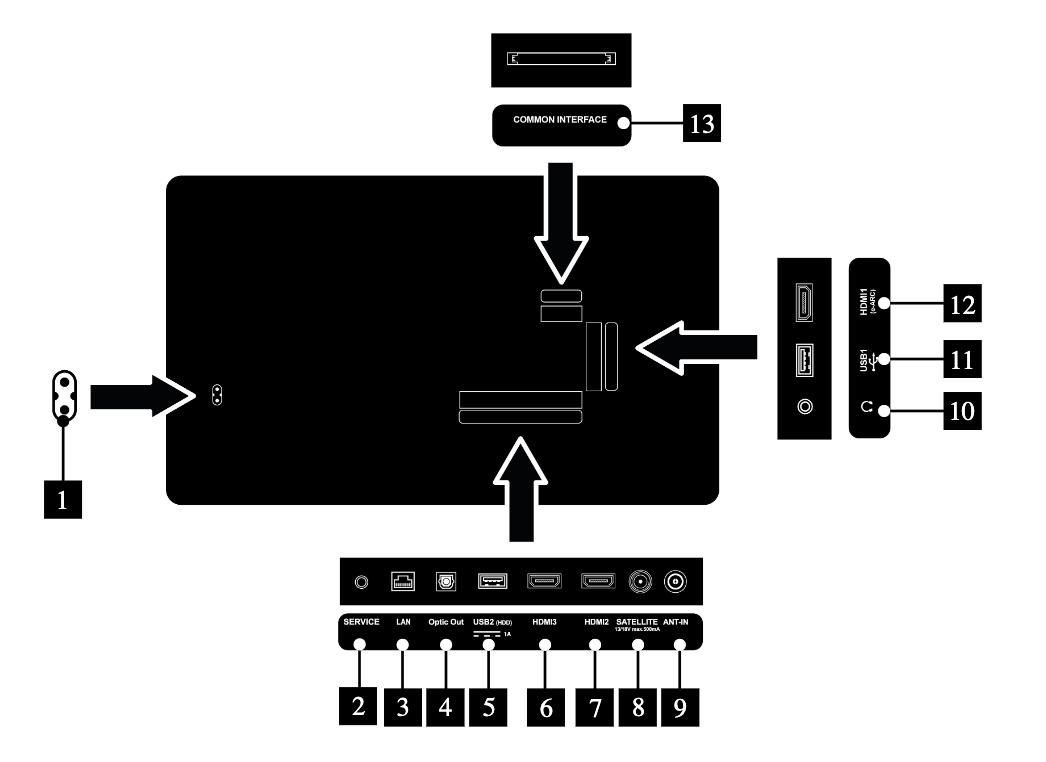 COMMON INTERFACE
13
HDMI1
(e-ARC)
12
USB1
11
10
1
SERVICE LAN Optic Out USB2 (HDD) HDMI3 HDMI2 SATELLITE ANT-IN
1A 13/18V max.500mA
2 3 4 5 6 7 8 9